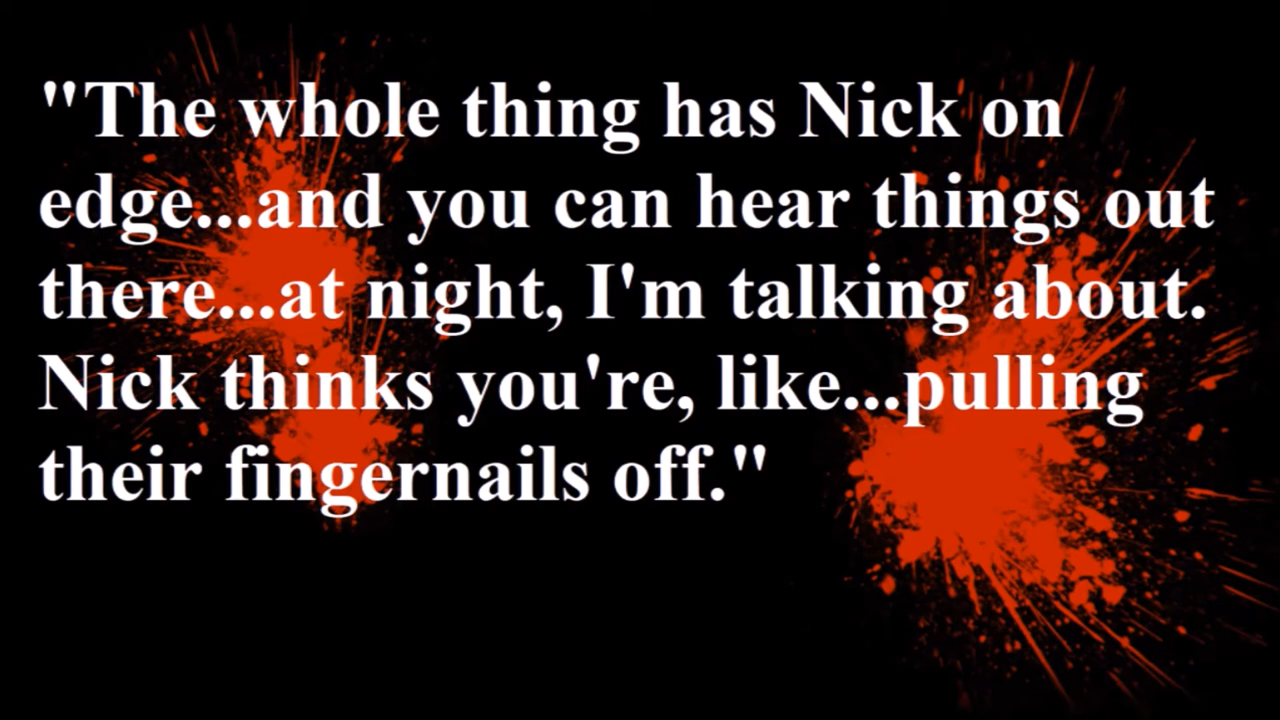 "The whole thing has Nick on
edge...and you can hear things out
there...at night, I'm talking about.
Nick thinks you're, like...pulling
their fingernails off."